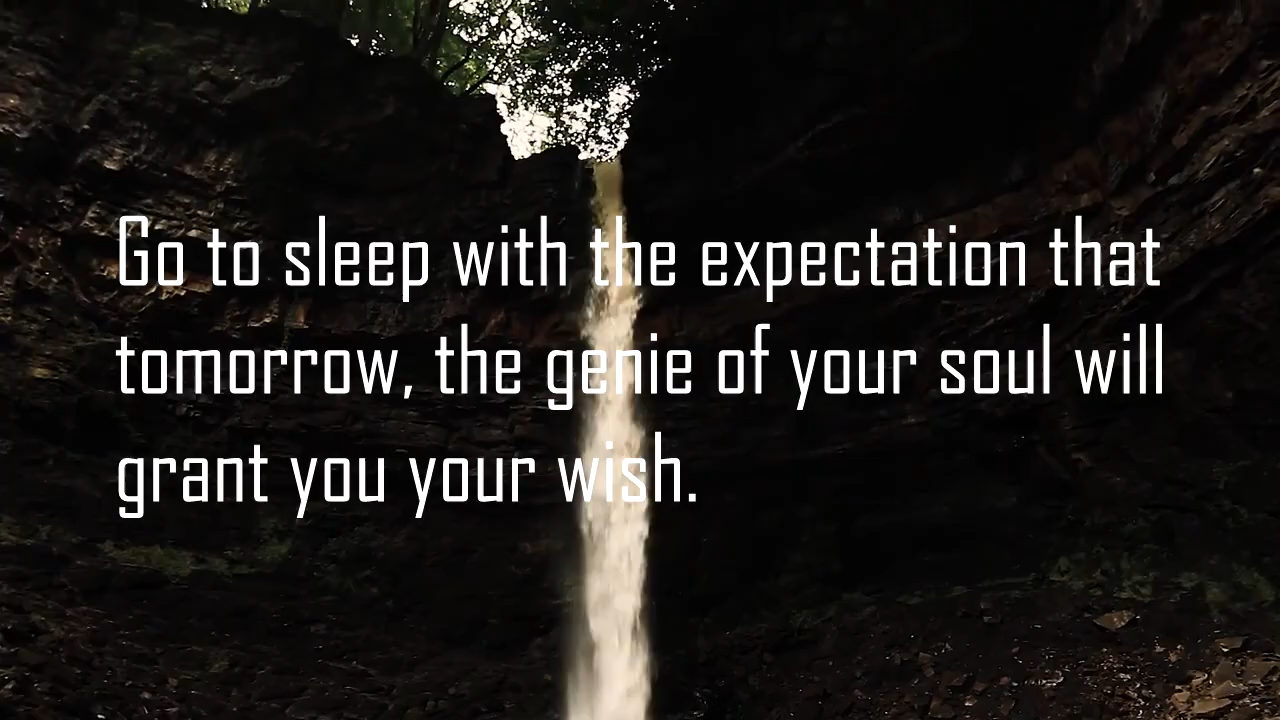 Go to sleep with the expectation that
tomorrow, the genie of your soul will
grant you your wish.